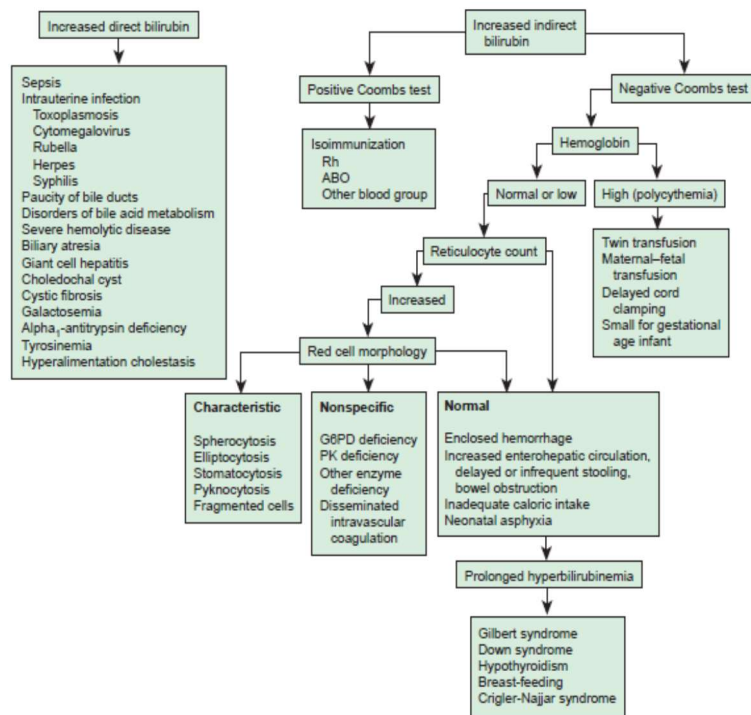 Increased direct bilirubin
Sepsis
Intrauterine infection
Toxoplasmosis
Cytomegalovirus
Rubella
Herpes
Syphilis
Paucity of bile ducts
Disorders of bile acid metabolism
Severe hemolytic disease
Biliary atresia
Giant cell hepatitis
Choledochal cyst
Cystic fibrosis
Galactosemia
Alpha1-antitrypsin deficiency
Tyrosinemia
Hyperalimentation cholestasis
Increased indirect
bilirubin
Positive Coombs test
Isoimmunization
Rh
ABO
Other blood group
Negative Coombs test
Hemoglobin
Normal or low
High (polycythemia)
Twin transfusion
Maternal–fetal
transfusion
Delayed cord
clamping
Small for gestational
age infant
Reticulocyte count
Increased
Red cell morphology
Characteristic
Spherocytosis
Elliptocytosis
Stomatocytosis
Pyknocytosis
Fragmented cells
Nonspecific
G6PD deficiency
PK deficiency
Other enzyme
deficiency
Disseminated
intravascular
coagulation
Normal
Enclosed hemorrhage
Increased enterohepatic circulation,
delayed or infrequent stooling,
bowel obstruction
Inadequate caloric intake
Neonatal asphyxia
Prolonged hyperbilirubinemia
Gilbert syndrome
Down syndrome
Hypothyroidism
Breast-feeding
Crigler-Najjar syndrome